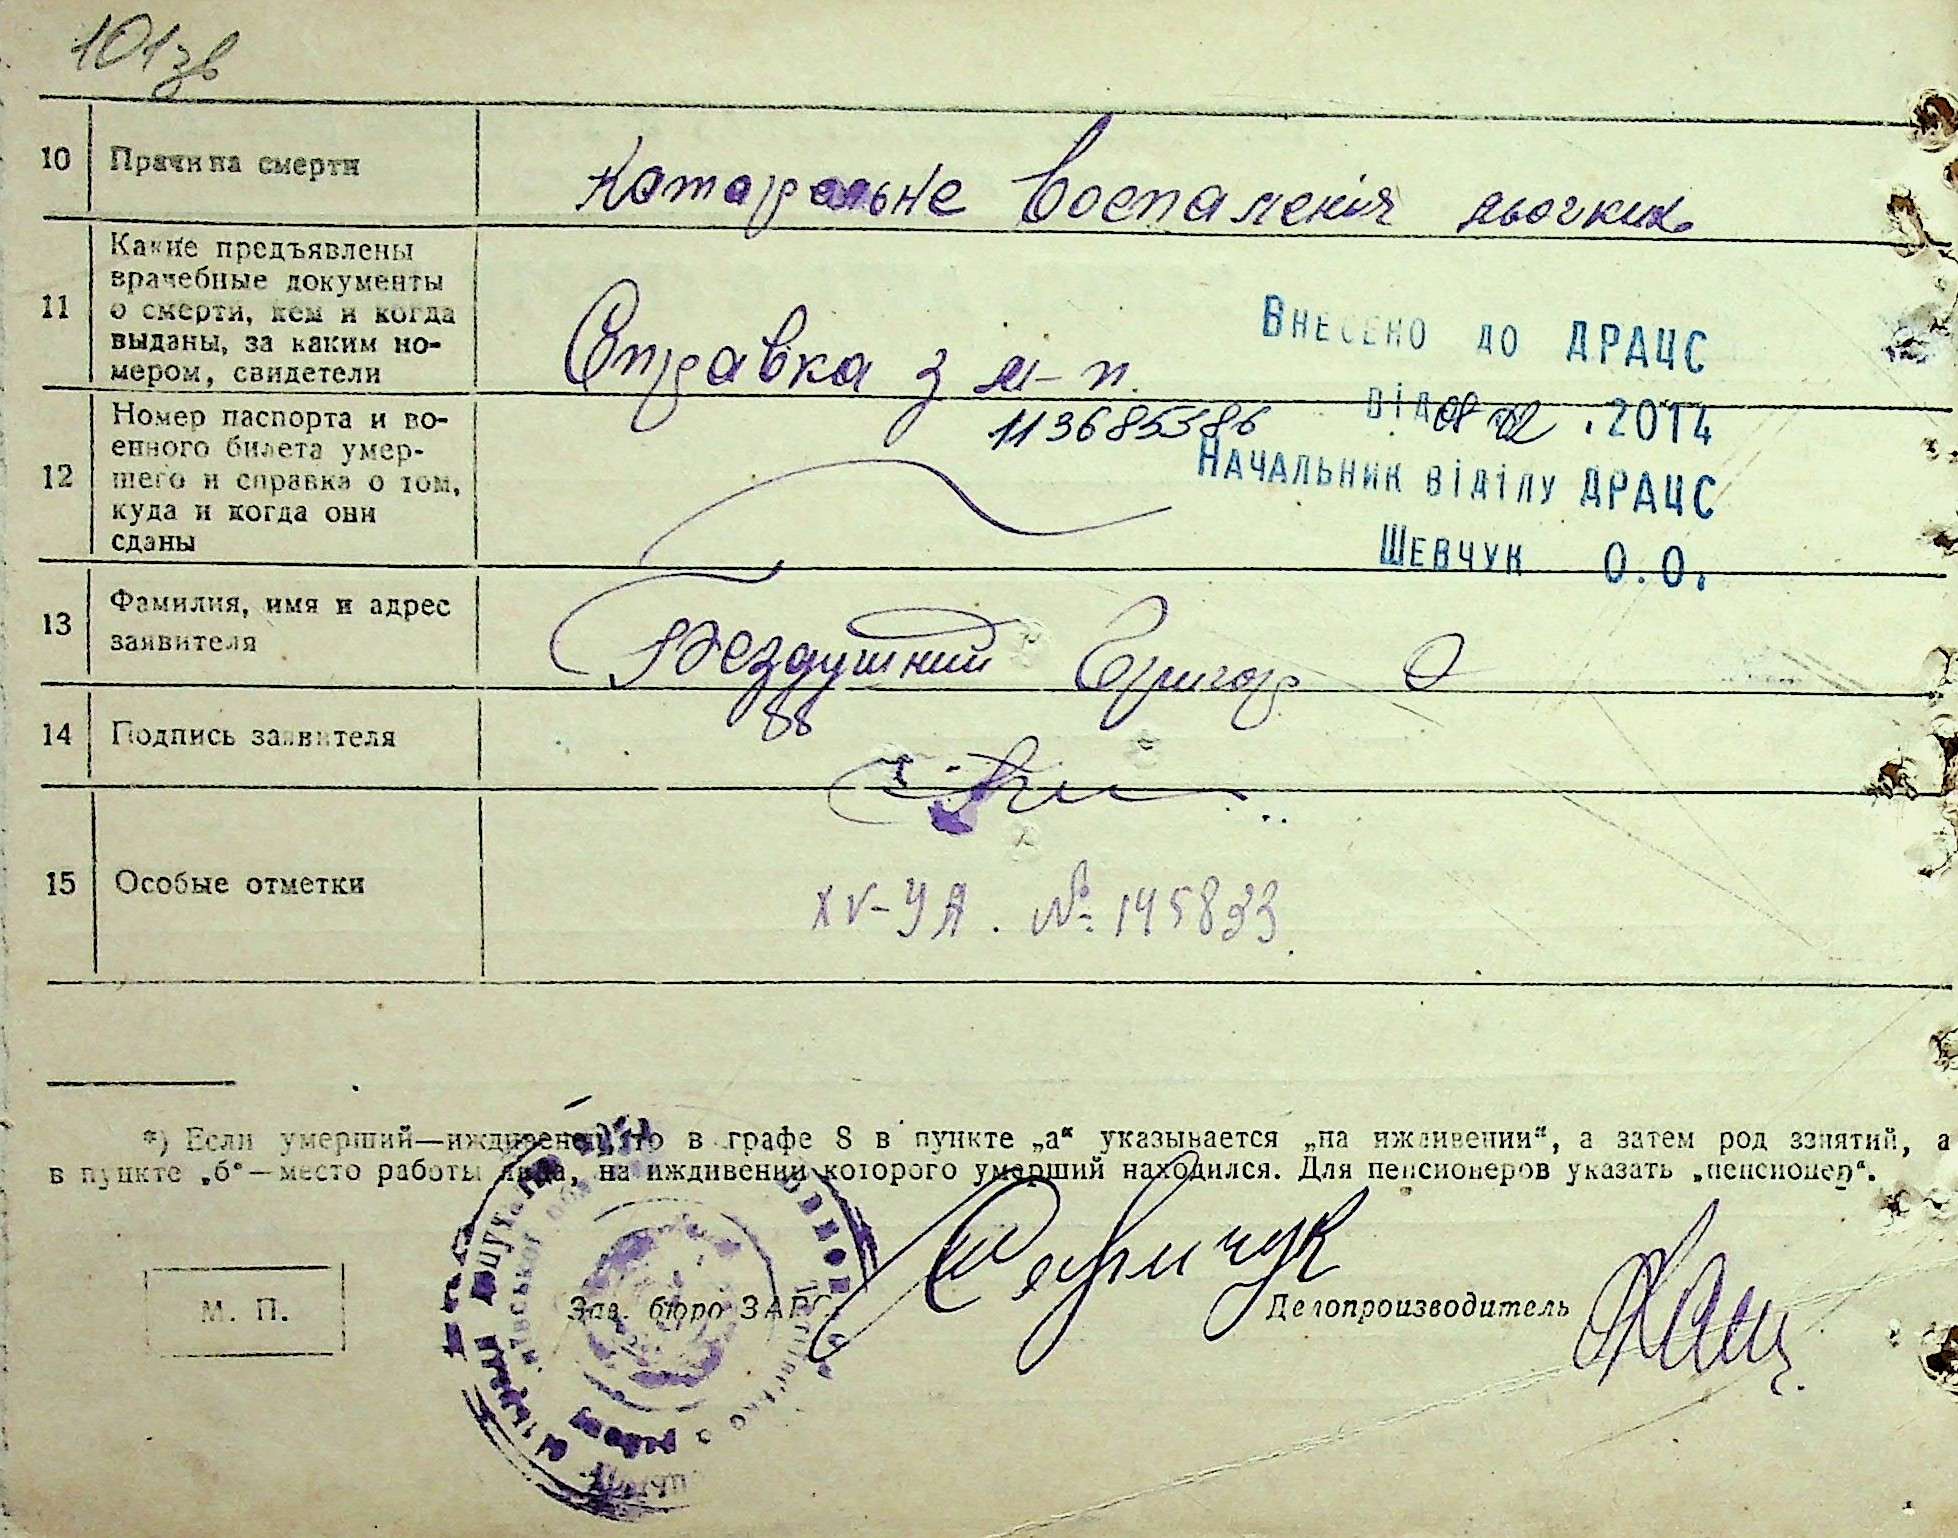 101зв
10 Причина смерти
Катаральне воспаленія льогких
11 Какие предъявлены
врачебные документы
о смерти, кем и когда
выданы, за каким но-
мером, свидетели
Справка з м-п.
Внесено до ДРАЦС
від .2014
113685386
Начальник відділу ДРАЦС
Шевчук О.О.
12 Номер паспорта и во-
енного билета умер-
шего и справка о том,
куда и когда они
сданы
13 Фамилия, имя и адрес
заявителя
Бездушний Григор
14 Подпись заявителя
15 Особые отметки
XV-УА. № 145833
*) Если умерший—иждивенец, то в графе 8 в пункте „а“ указывается „на иждивении“, а затем род занятий, а
в пункте „б“—место работы лица, на иждивении которого умерший находился. Для пенсионеров указать „пенсионер“.
М. П.
Зав. бюро ЗАГС
Делопроизводитель